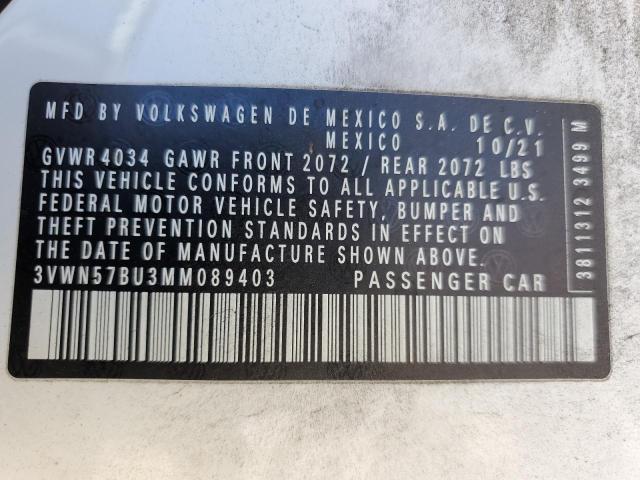 MFD BY VOLKSWAGEN DE MEXICO S.A. DE C.V.
MEXICO 10/21
GVWR 4034 GAWR FRONT 2072 / REAR 2072 LBS
THIS VEHICLE CONFORMS TO ALL APPLICABLE U.S.
FEDERAL MOTOR VEHICLE SAFETY, BUMPER AND
THEFT PREVENTION STANDARDS IN EFFECT ON
THE DATE OF MANUFACTURE SHOWN ABOVE.
3VWN57BU3MM089403 PASSENGER CAR
3811312 3499 M